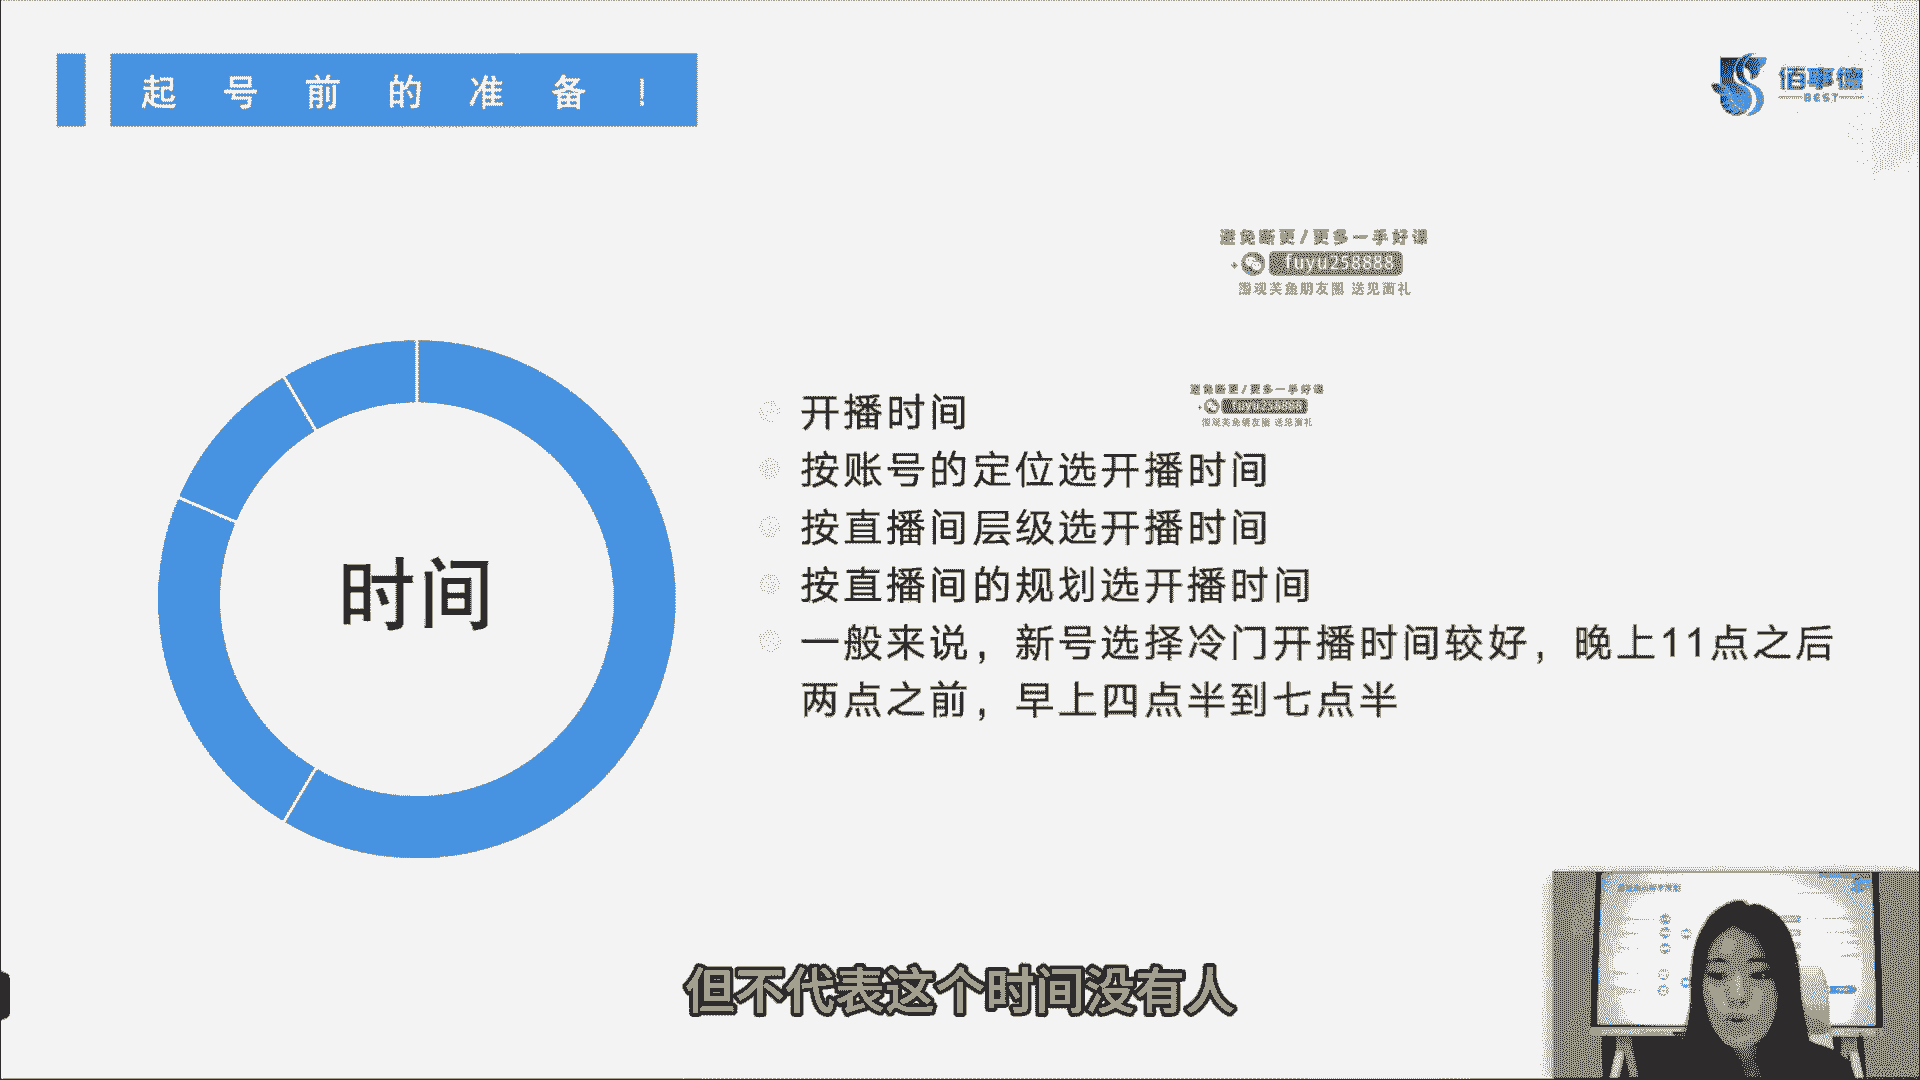 起号前的准备！
佰事德
BEST
避免断更/更多一手好课
+ fuyu258888
围观芙鱼朋友圈 送见面礼
避免断更/更多一手好课
+ fuyu258888
围观芙鱼朋友圈 送见面礼
时间
开播时间
按账号的定位选开播时间
按直播间层级选开播时间
按直播间的规划选开播时间
一般来说，新号选择冷门开播时间较好，晚上11点之后
两点之前，早上四点半到七点半
但不代表这个时间没有人